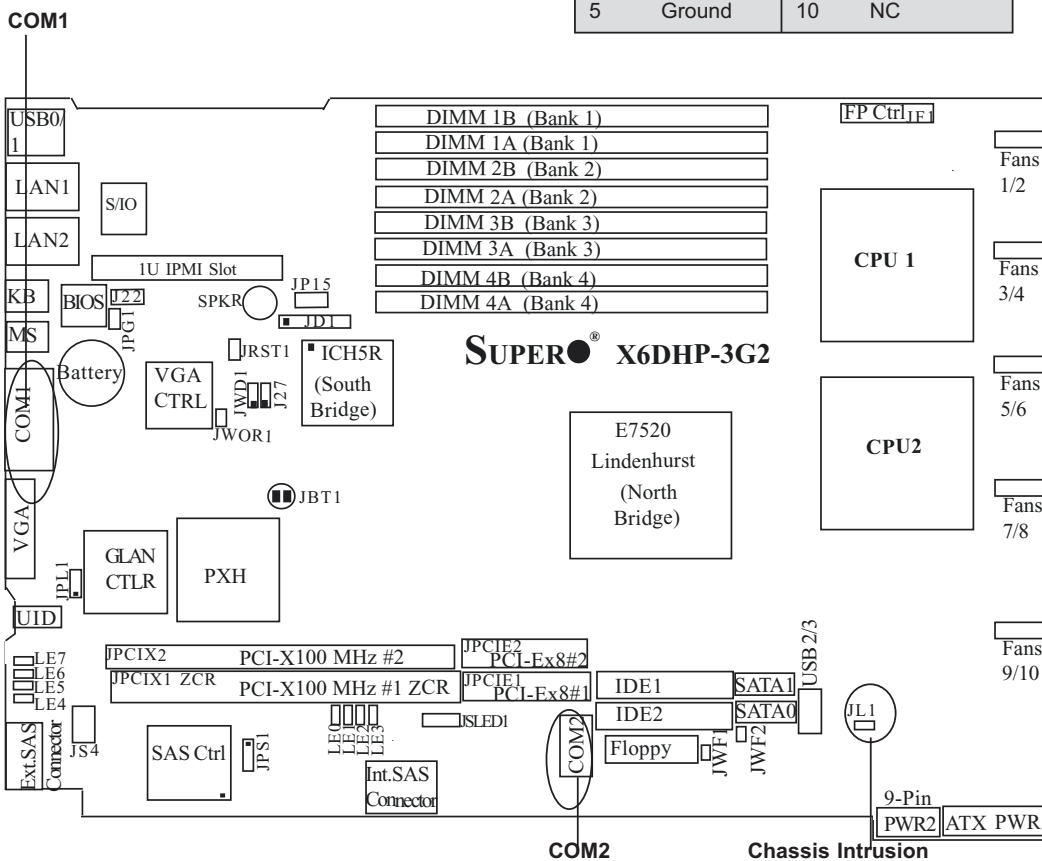 COM1
5 Ground 10 NC
USB0/
1
LAN1
LAN2
S/IO
1U IPMI Slot
KB
BIOS
J22
JPG1
SPKR
JP15
JD1
MS
Battery
COM1
VGA
CTRL
JRST1
JWD1
J27
JWOR1
ICH5R
(South
Bridge)
DIMM 1B (Bank 1)
DIMM 1A (Bank 1)
DIMM 2B (Bank 2)
DIMM 2A (Bank 2)
DIMM 3B (Bank 3)
DIMM 3A (Bank 3)
DIMM 4B (Bank 4)
DIMM 4A (Bank 4)
SUPER® X6DHP-3G2
FP Ctrl JF1
CPU 1
CPU2
Fans
1/2
Fans
3/4
Fans
5/6
Fans
7/8
Fans
9/10
E7520
Lindenhurst
(North
Bridge)
JBT1
VGA
JPL1
GLAN
CTLR
PXH
UID
LE7
LE6
LE5
LE4
JPCIX2 PCI-X100 MHz #2
JPCIX1 ZCR PCI-X100 MHz #1 ZCR
JPCIE2
PCI-Ex8#2
JPCIE1
PCI-Ex8#1
IDE1
IDE2
SATA1
SATA0
USB 2/3
JL1
Ext.SAS
Connector
JS4
SAS Ctrl
JPS1
LE0
LE1
LE2
LE3
JSLED1
Int.SAS
Connector
COM2
Floppy
JWF1
JWF2
9-Pin
PWR2
ATX PWR
COM2
Chassis Intrusion